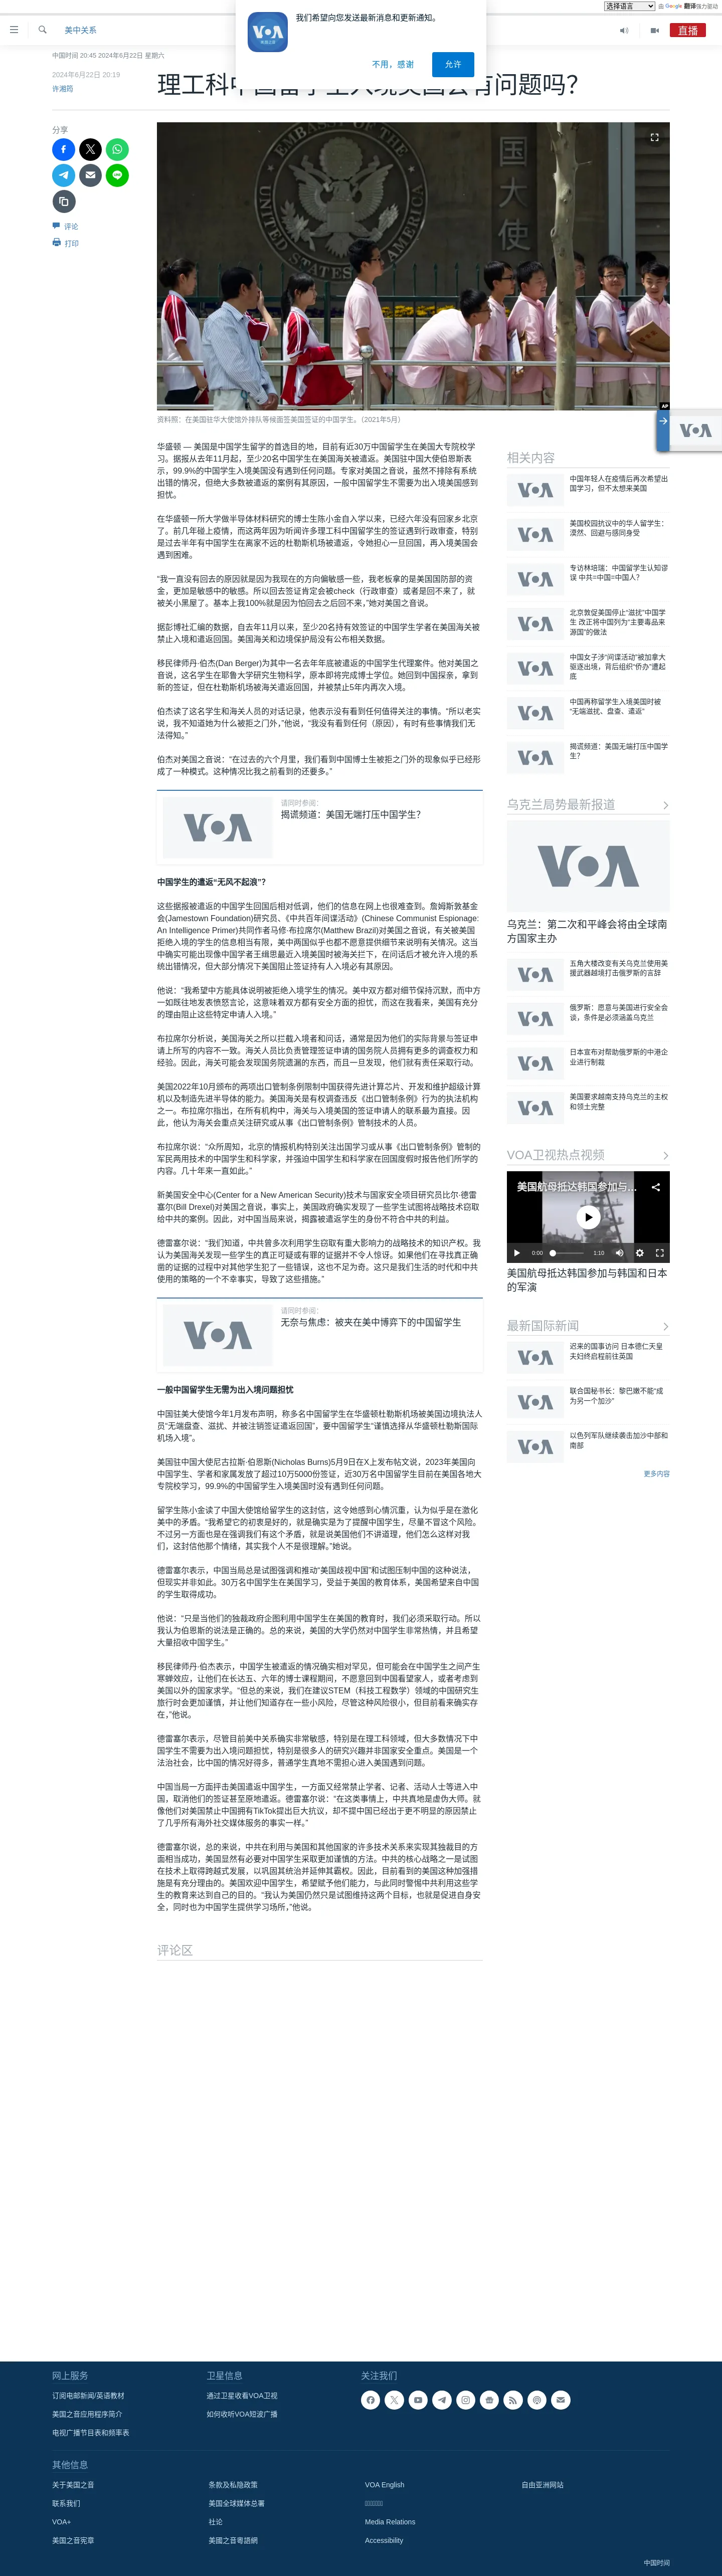 选择语言 由 Google 翻译强力驱动
我们希望向您发送最新消息和更新通知。
不用，感谢
允许
美中关系
直播
中国时间 20:45 2024年6月22日 星期六
2024年6月22日 20:19
许湘筠
分享
评论
打印
AP
资料照：在美国驻华大使馆外排队等候面签美国签证的中国学生。（2021年5月）
华盛顿 — 美国是中国学生留学的首选目的地，目前有近30万中国留学生在美国大专院校学
习。据报从去年11月起，至少20名中国学生在美国海关被遣返。美国驻中国大使伯恩斯表
示，99.9%的中国学生入境美国没有遇到任何问题。专家对美国之音说，虽然不排除有系统
出错的情况，但绝大多数被遣返的案例有其原因，一般中国留学生不需要为出入境美国感到
担忧。
在华盛顿一所大学做半导体材料研究的博士生陈小金自入学以来，已经六年没有回家乡北京
了。前几年碰上疫情，而这两年因为听闻许多理工科中国留学生的签证与行政审查，特别
是过去半年有中国学生在离家不远的杜勒斯机场被遣返，令她担心一旦回国，再入境美国会
遇到困难。
“我一直没有回去的原因就是因为我现在的方向偏敏感一些，我老板拿的是美国国防部的资
金，更加是敏感中的敏感。所以回去签证肯定会被check（行政审查）或者是回不来了，就
被关小黑屋了。基本上我100%就是因为怕回去之后回不来，”她对美国之音说。
据彭博社汇编的数据，自去年11月以来，至少20名持有效签证的中国学生学者在美国海关被
禁止入境和遣返回国。美国海关和边境保护局没有公布相关数据。
移民律师丹·伯杰(Dan Berger)为其中一名去年年底被遣返的中国学生代理案件。他对美国之
音说，这名学生在耶鲁大学研究生物科学，原本即将完成博士学位。她回到中国探亲，拿到
新的签证，但在杜勒斯机场被海关遣返回国，并被禁止5年内再次入境。
伯杰读了这名学生和海关人员的对话记录，他表示没有看到任何值得关注的事情。“所以老实
说，我不知道她为什么被拒之门外，”他说，“我没有看到任何（原因），有时有些事情我们无
法得知。”
伯杰对美国之音说：“在过去的六个月里，我们看到中国博士生被拒之门外的现象似乎已经形
成了一种模式。这种情况比我之前看到的还要多。”
请同时参阅：
揭谎频道：美国无端打压中国学生？
中国学生的遣返“无风不起浪”？
这些据报被遣返的中国学生回国后相对低调，他们的信息在网上也很难查到。詹姆斯敦基金
会(Jamestown Foundation)研究员、《中共百年间谍活动》(Chinese Communist Espionage:
An Intelligence Primer)共同作者马修·布拉席尔(Matthew Brazil)对美国之音说，有关被美国
拒绝入境的学生的信息相当有限，美中两国似乎也都不愿意提供细节来说明有关情况。这当
中确实可能出现像中国学者王缉思最近入境美国时被海关拦下，在问话后才被允许入境的系
统出错情况，但大部分情况下美国阻止签证持有人入境必有其原因。
他说：“我希望中方能具体说明被拒绝入境学生的情况。美中双方都对细节保持沉默，而中方
一如既往地发表愤怒言论，这意味着双方都有安全方面的担忧，而这在我看来，美国有充分
的理由阻止这些特定申请人入境。”
布拉席尔分析说，美国海关之所以拦截入境者和问话，通常是因为他们的实际背景与签证申
请上所写的内容不一致。海关人员比负责管理签证申请的国务院人员拥有更多的调查权力和
经验。因此，海关可能会发现国务院遗漏的东西，而且一旦发现，他们就有责任采取行动。
美国2022年10月颁布的两项出口管制条例限制中国获得先进计算芯片、开发和维护超级计算
机以及制造先进半导体的能力。美国海关是有权调查违反《出口管制条例》行为的执法机构
之一。布拉席尔指出，在所有机构中，海关与入境美国的签证申请人的联系最为直接。因
此，他认为海关会重点关注研究或从事《出口管制条例》管制技术的人员。
布拉席尔说：“众所周知，北京的情报机构特别关注出国学习或从事《出口管制条例》管制的
军民两用技术的中国学生和科学家，并强迫中国学生和科学家在回国度假时报告他们所学的
内容。几十年来一直如此。”
新美国安全中心(Center for a New American Security)技术与国家安全项目研究员比尔·德雷
塞尔(Bill Drexel)对美国之音说，事实上，美国政府确实发现了一些学生试图将战略技术窃取
给中共的案例。因此，对中国当局来说，揭露被遣返学生的身份不符合中共的利益。
德雷塞尔说：“我们知道，中共曾多次利用学生窃取有重大影响力的战略技术的知识产权。我
认为美国海关发现一些学生的真正可疑或有罪的证据并不令人惊讶。如果他们在寻找真正确
凿的证据的过程中对其他学生犯了一些错误，这也不足为奇。这只是我们生活的时代和中共
使用的策略的一个不幸事实，导致了这些措施。”
请同时参阅：
无奈与焦虑：被夹在美中博弈下的中国留学生
一般中国留学生无需为出入境问题担忧
中国驻美大使馆今年1月发布声明，称多名中国留学生在华盛顿杜勒斯机场被美国边境执法人
员“无端盘查、滋扰、并被注销签证遣返回国”，要中国留学生“谨慎选择从华盛顿杜勒斯国际
机场入境”。
美国驻中国大使尼古拉斯·伯恩斯(Nicholas Burns)5月9日在X上发布帖文说，2023年美国向
中国学生、学者和家属发放了超过10万5000份签证，近30万名中国留学生目前在美国各地大
专院校学习，99.9%的中国留学生入境美国时没有遇到任何问题。
留学生陈小金读了中国大使馆给留学生的这封信，这令她感到心情沉重，认为似乎是在激化
美中的矛盾。“我希望它的初衷是好的，就是确实是为了提醒中国学生，尽量不冒这个风险。
不过另一方面也是在强调我们有这个矛盾，就是说美国他们不讲道理，他们怎么这样对我
们，这封信他那个情绪，其实我个人不是很理解。”她说。
德雷塞尔表示，中国当局总是试图强调和推动“美国歧视中国”和试图压制中国的这种说法，
但现实并非如此。30万名中国学生在美国学习，受益于美国的教育体系，美国希望来自中国
的学生取得成功。
他说：“只是当他们的独裁政府企图利用中国学生在美国的教育时，我们必须采取行动。所以
我认为伯恩斯的说法是正确的。总的来说，美国的大学仍然对中国学生非常热情，并且希望
大量招收中国学生。”
移民律师丹·伯杰表示，中国学生被遣返的情况确实相对罕见，但可能会在中国学生之间产生
寒蝉效应，让他们在长达五、六年的博士课程期间，不愿意回到中国看望家人，或者考虑到
美国以外的国家求学。“但总的来说，我们在建议STEM（科技工程数学）领域的中国研究生
旅行时会更加谨慎，并让他们知道存在一些小风险，尽管这种风险很小，但目前看来确实存
在，”他说。
德雷塞尔表示，尽管目前美中关系确实非常敏感，特别是在理工科领域，但大多数情况下中
国学生不需要为出入境问题担忧，特别是很多人的研究兴趣并非国家安全重点。美国是一个
法治社会，比中国的情况好得多，普通学生真地不需担心进入美国遇到问题。
中国当局一方面抨击美国遣返中国学生，一方面又经常禁止学者、记者、活动人士等进入中
国，取消他们的签证甚至原地遣返。德雷塞尔说：“在这类事情上，中共真地是虚伪大师。就
像他们对美国禁止中国拥有TikTok提出巨大抗议，却不提中国已经出于更不明显的原因禁止
了几乎所有海外社交媒体服务的事实一样。”
德雷塞尔说，总的来说，中共在利用与美国和其他国家的许多技术关系来实现其独裁目的方
面相当成功，美国显然有必要对中国学生采取更加谨慎的方法。中共的核心战略之一是试图
在技术上取得跨越式发展，以巩固其统治并延伸其霸权。因此，目前看到的美国这种加强措
施是有充分理由的。美国欢迎中国学生，希望赋予他们能力，与此同时警惕中共利用这些学
生的教育来达到自己的目的。“我认为美国仍然只是试图维持这两个目标，也就是促进自身安
全，同时也为中国学生提供学习场所，”他说。
评论区
相关内容
中国年轻人在疫情后再次希望出
国学习，但不太想来美国
美国校园抗议中的华人留学生：
漠然、回避与感同身受
专访林培瑞：中国留学生认知谬
误 中共=中国=中国人？
北京敦促美国停止“滋扰”中国学
生 改正将中国列为“主要毒品来
源国”的做法
中国女子涉“间谍活动”被加拿大
驱逐出境，背后组织“侨办”遭起
底
中国再称留学生入境美国时被
“无端滋扰、盘查、遣返”
揭谎频道：美国无端打压中国学
生？
乌克兰局势最新报道
乌克兰：第二次和平峰会将由全球南
方国家主办
五角大楼改变有关乌克兰使用美
援武器越境打击俄罗斯的言辞
俄罗斯：愿意与美国进行安全会
谈，条件是必须涵盖乌克兰
日本宣布对帮助俄罗斯的中港企
业进行制裁
美国要求越南支持乌克兰的主权
和领土完整
VOA卫视热点视频
美国航母抵达韩国参加与...
0:00
1:10
美国航母抵达韩国参加与韩国和日本
的军演
最新国际新闻
迟来的国事访问 日本德仁天皇
夫妇终启程前往英国
联合国秘书长：黎巴嫩不能“成
为另一个加沙”
以色列军队继续袭击加沙中部和
南部
更多内容
网上服务
订阅电邮新闻/英语教材
美国之音应用程序简介
电视广播节目表和频率表
卫星信息
通过卫星收看VOA卫视
如何收听VOA短波广播
关注我们
其他信息
关于美国之音
条款及私隐政策
VOA English
自由亚洲网站
联系我们
美国全球媒体总署
VOA+
社论
Media Relations
美国之音宪章
美國之音粵語網
Accessibility
中国时间